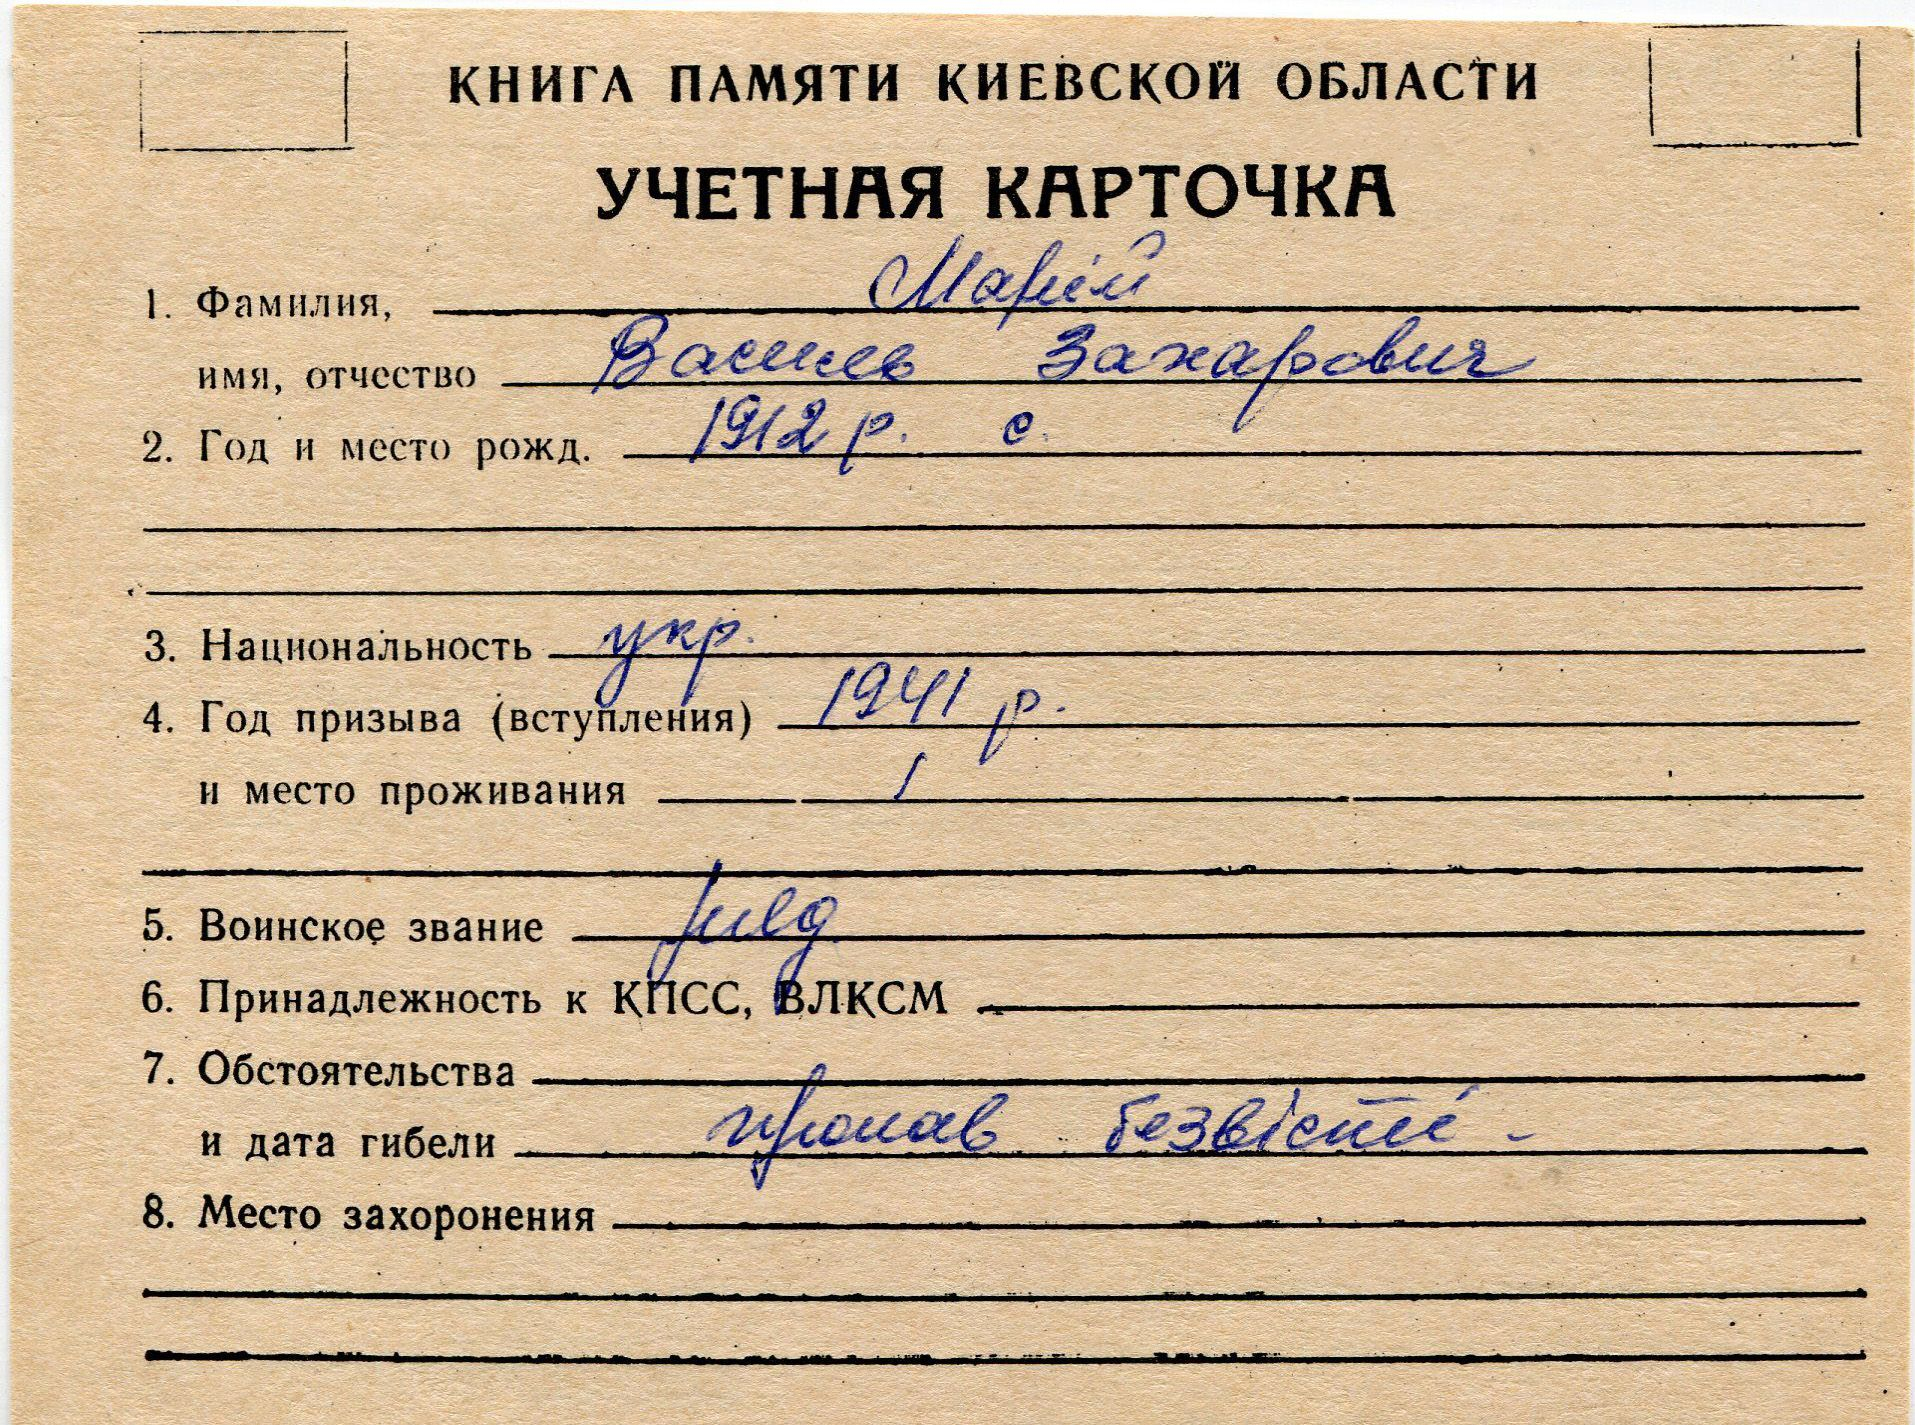 КНИГА ПАМЯТИ КИЕВСКОЙ ОБЛАСТИ
УЧЕТНАЯ КАРТОЧКА
1. Фамилия, Марій
имя, отчество Василь Захарович
2. Год и место рожд. 1912 р. с.
3. Национальность укр.
4. Год призыва (вступления) 1941 р.
и место проживания
5. Воинское звание
6. Принадлежность к КПСС, ВЛКСМ
7. Обстоятельства
и дата гибели пропав безвісті -
8. Место захоронения